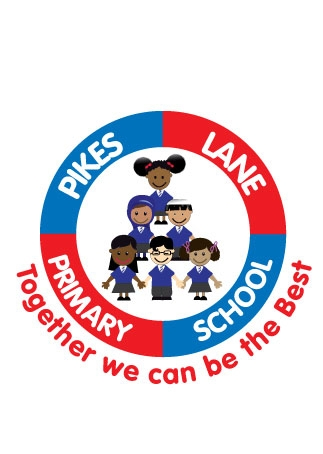 PIKES
LANE
PRIMARY
SCHOOL
Together we can be the Best